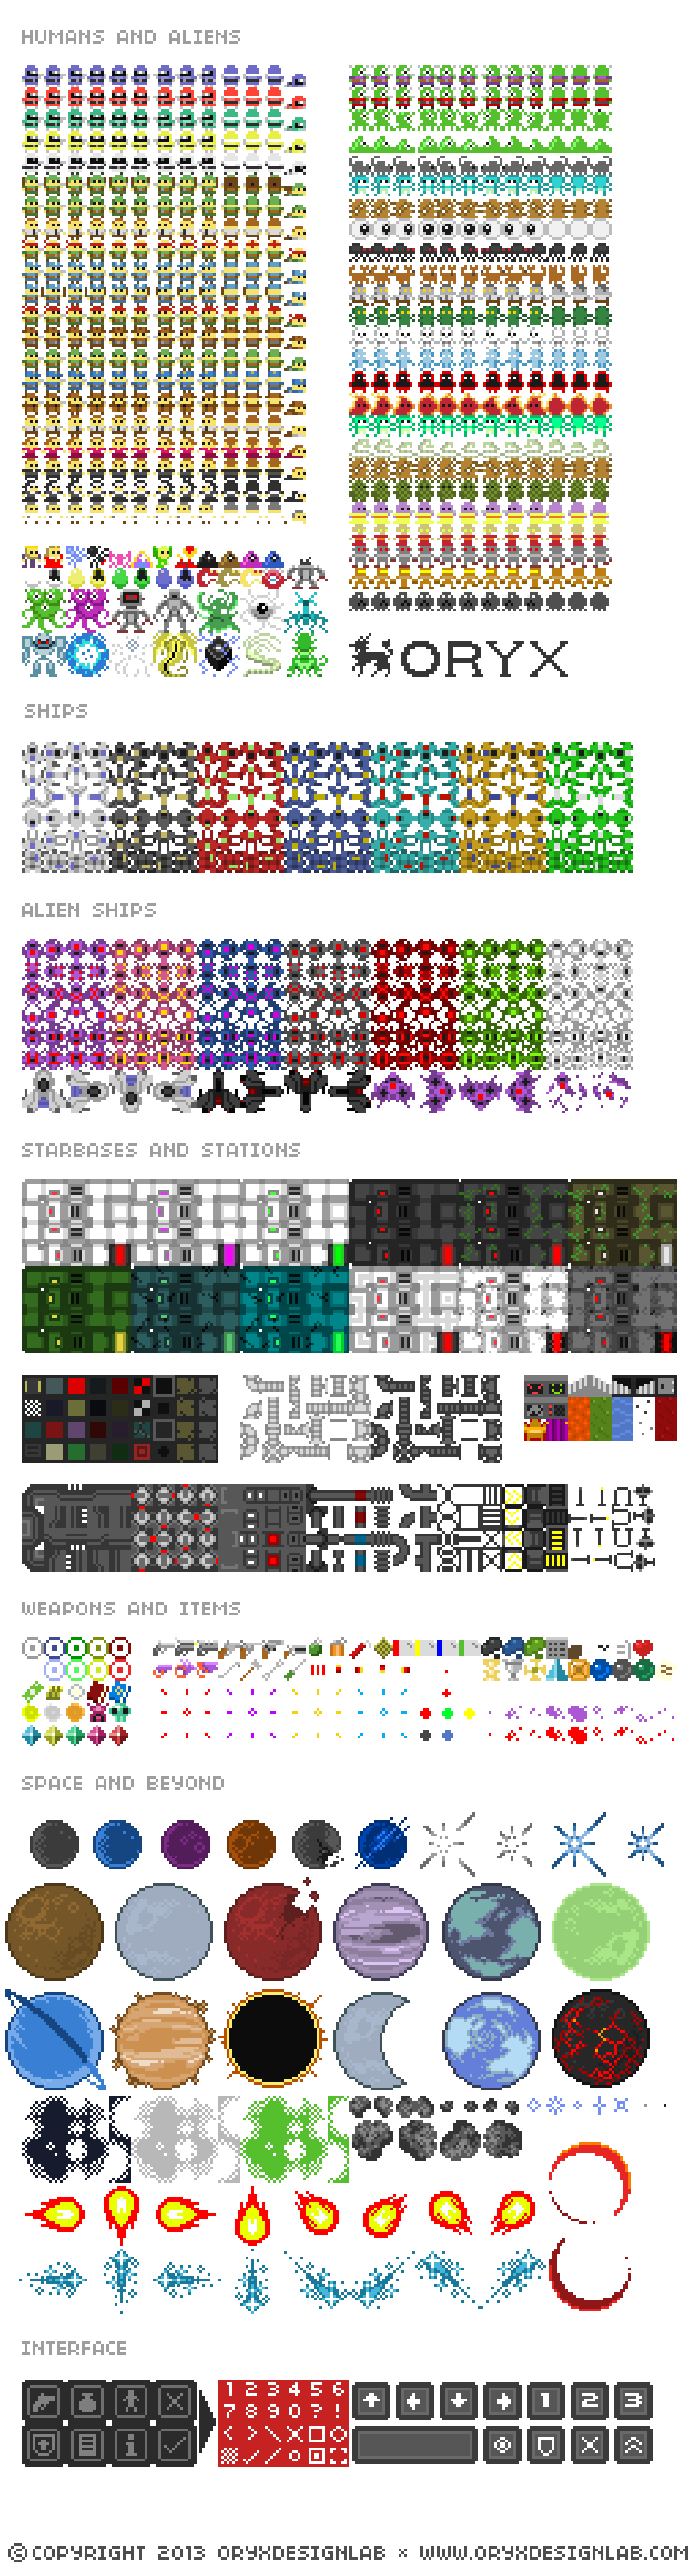 HUMANS AND ALIENS
ORYX
SHIPS
ALIEN SHIPS
STARBASES AND STATIONS
WEAPONS AND ITEMS
SPACE AND BEYOND
INTERFACE
1 2 3 4 5 6
7 8 9 0 ? !
1 2 3
i
© COPYRIGHT 2013 ORYXDESIGNLAB × WWW.ORYXDESIGNLAB.COM